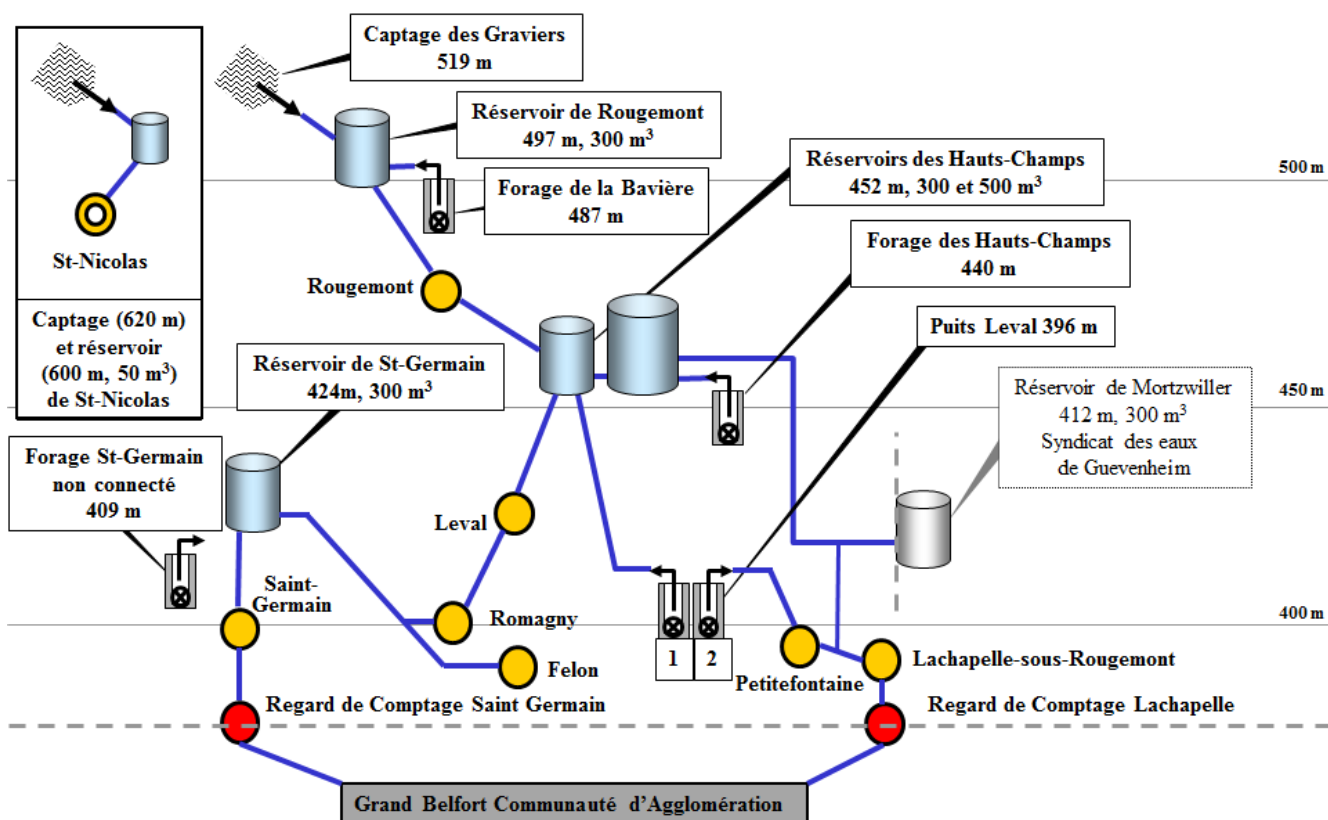 Captage des Graviers
519 m
Réservoir de Rougemont
497 m, 300 m³
Réservoirs des Hauts-Champs
452 m, 300 et 500 m³
500 m
Forage de la Bavière
487 m
St-Nicolas
Forage des Hauts-Champs
440 m
Rougemont
Captage (620 m)
et réservoir
(600 m, 50 m³)
de St-Nicolas
Puits Leval 396 m
Réservoir de St-Germain
424m, 300 m³
Réservoir de Mortzwiller
412 m, 300 m³
Syndicat des eaux
de Guevenheim
450 m
Forage St-Germain
non connecté
409 m
Leval
Saint-
Germain
Romagny
400 m
1
2
Felon
Petitefontaine
Lachapelle-sous-Rougemont
Regard de Comptage Saint Germain
Regard de Comptage Lachapelle
Grand Belfort Communauté d'Agglomération